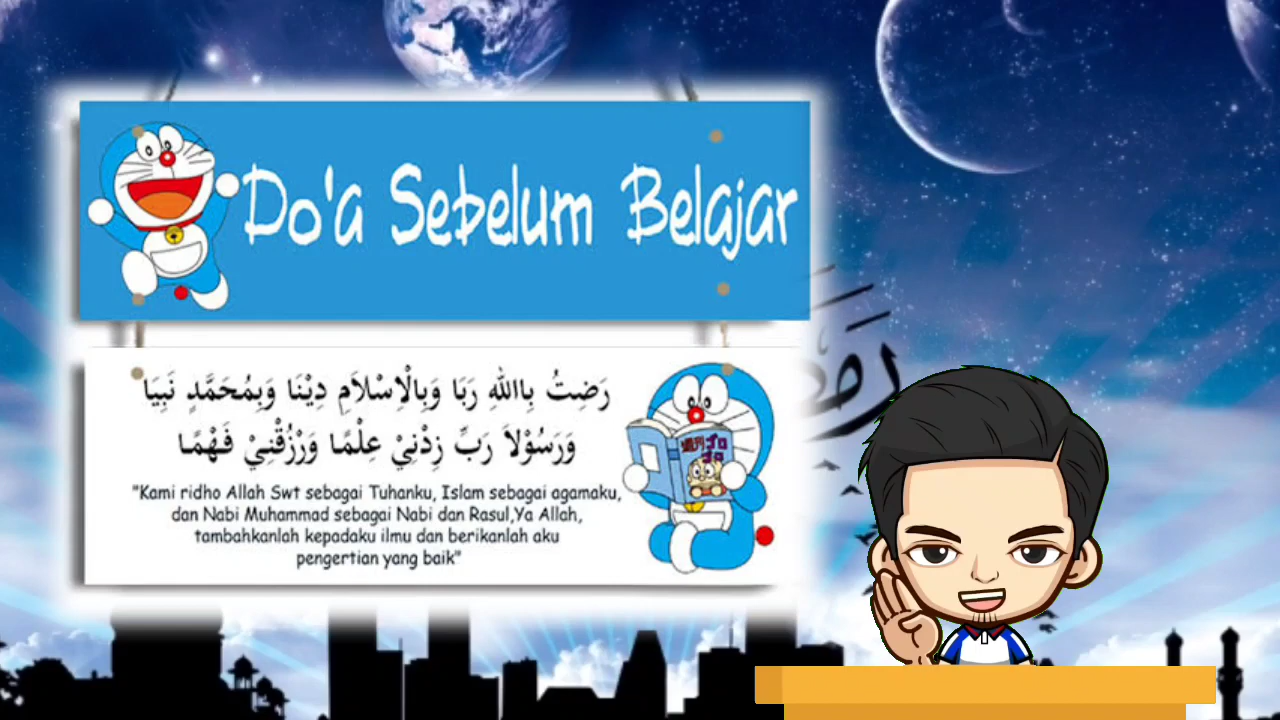 Do'a Sebelum Belajar
رَضِتُ بِاللهِ رَبَا وَبِالْاِسْلاَمِ دِيْنَا وَبِمُحَمَّدٍ نَبِيَا
وَرَسُوْلاَ رَبِّ زِدْنِيْ عِلْمًا وَرْزُقْنِيْ فَهْمًا
"Kami ridho Allah Swt sebagai Tuhanku, Islam sebagai agamaku,
dan Nabi Muhammad sebagai Nabi dan Rasul,Ya Allah,
tambahkanlah kepadaku ilmu dan berikanlah aku
pengertian yang baik"